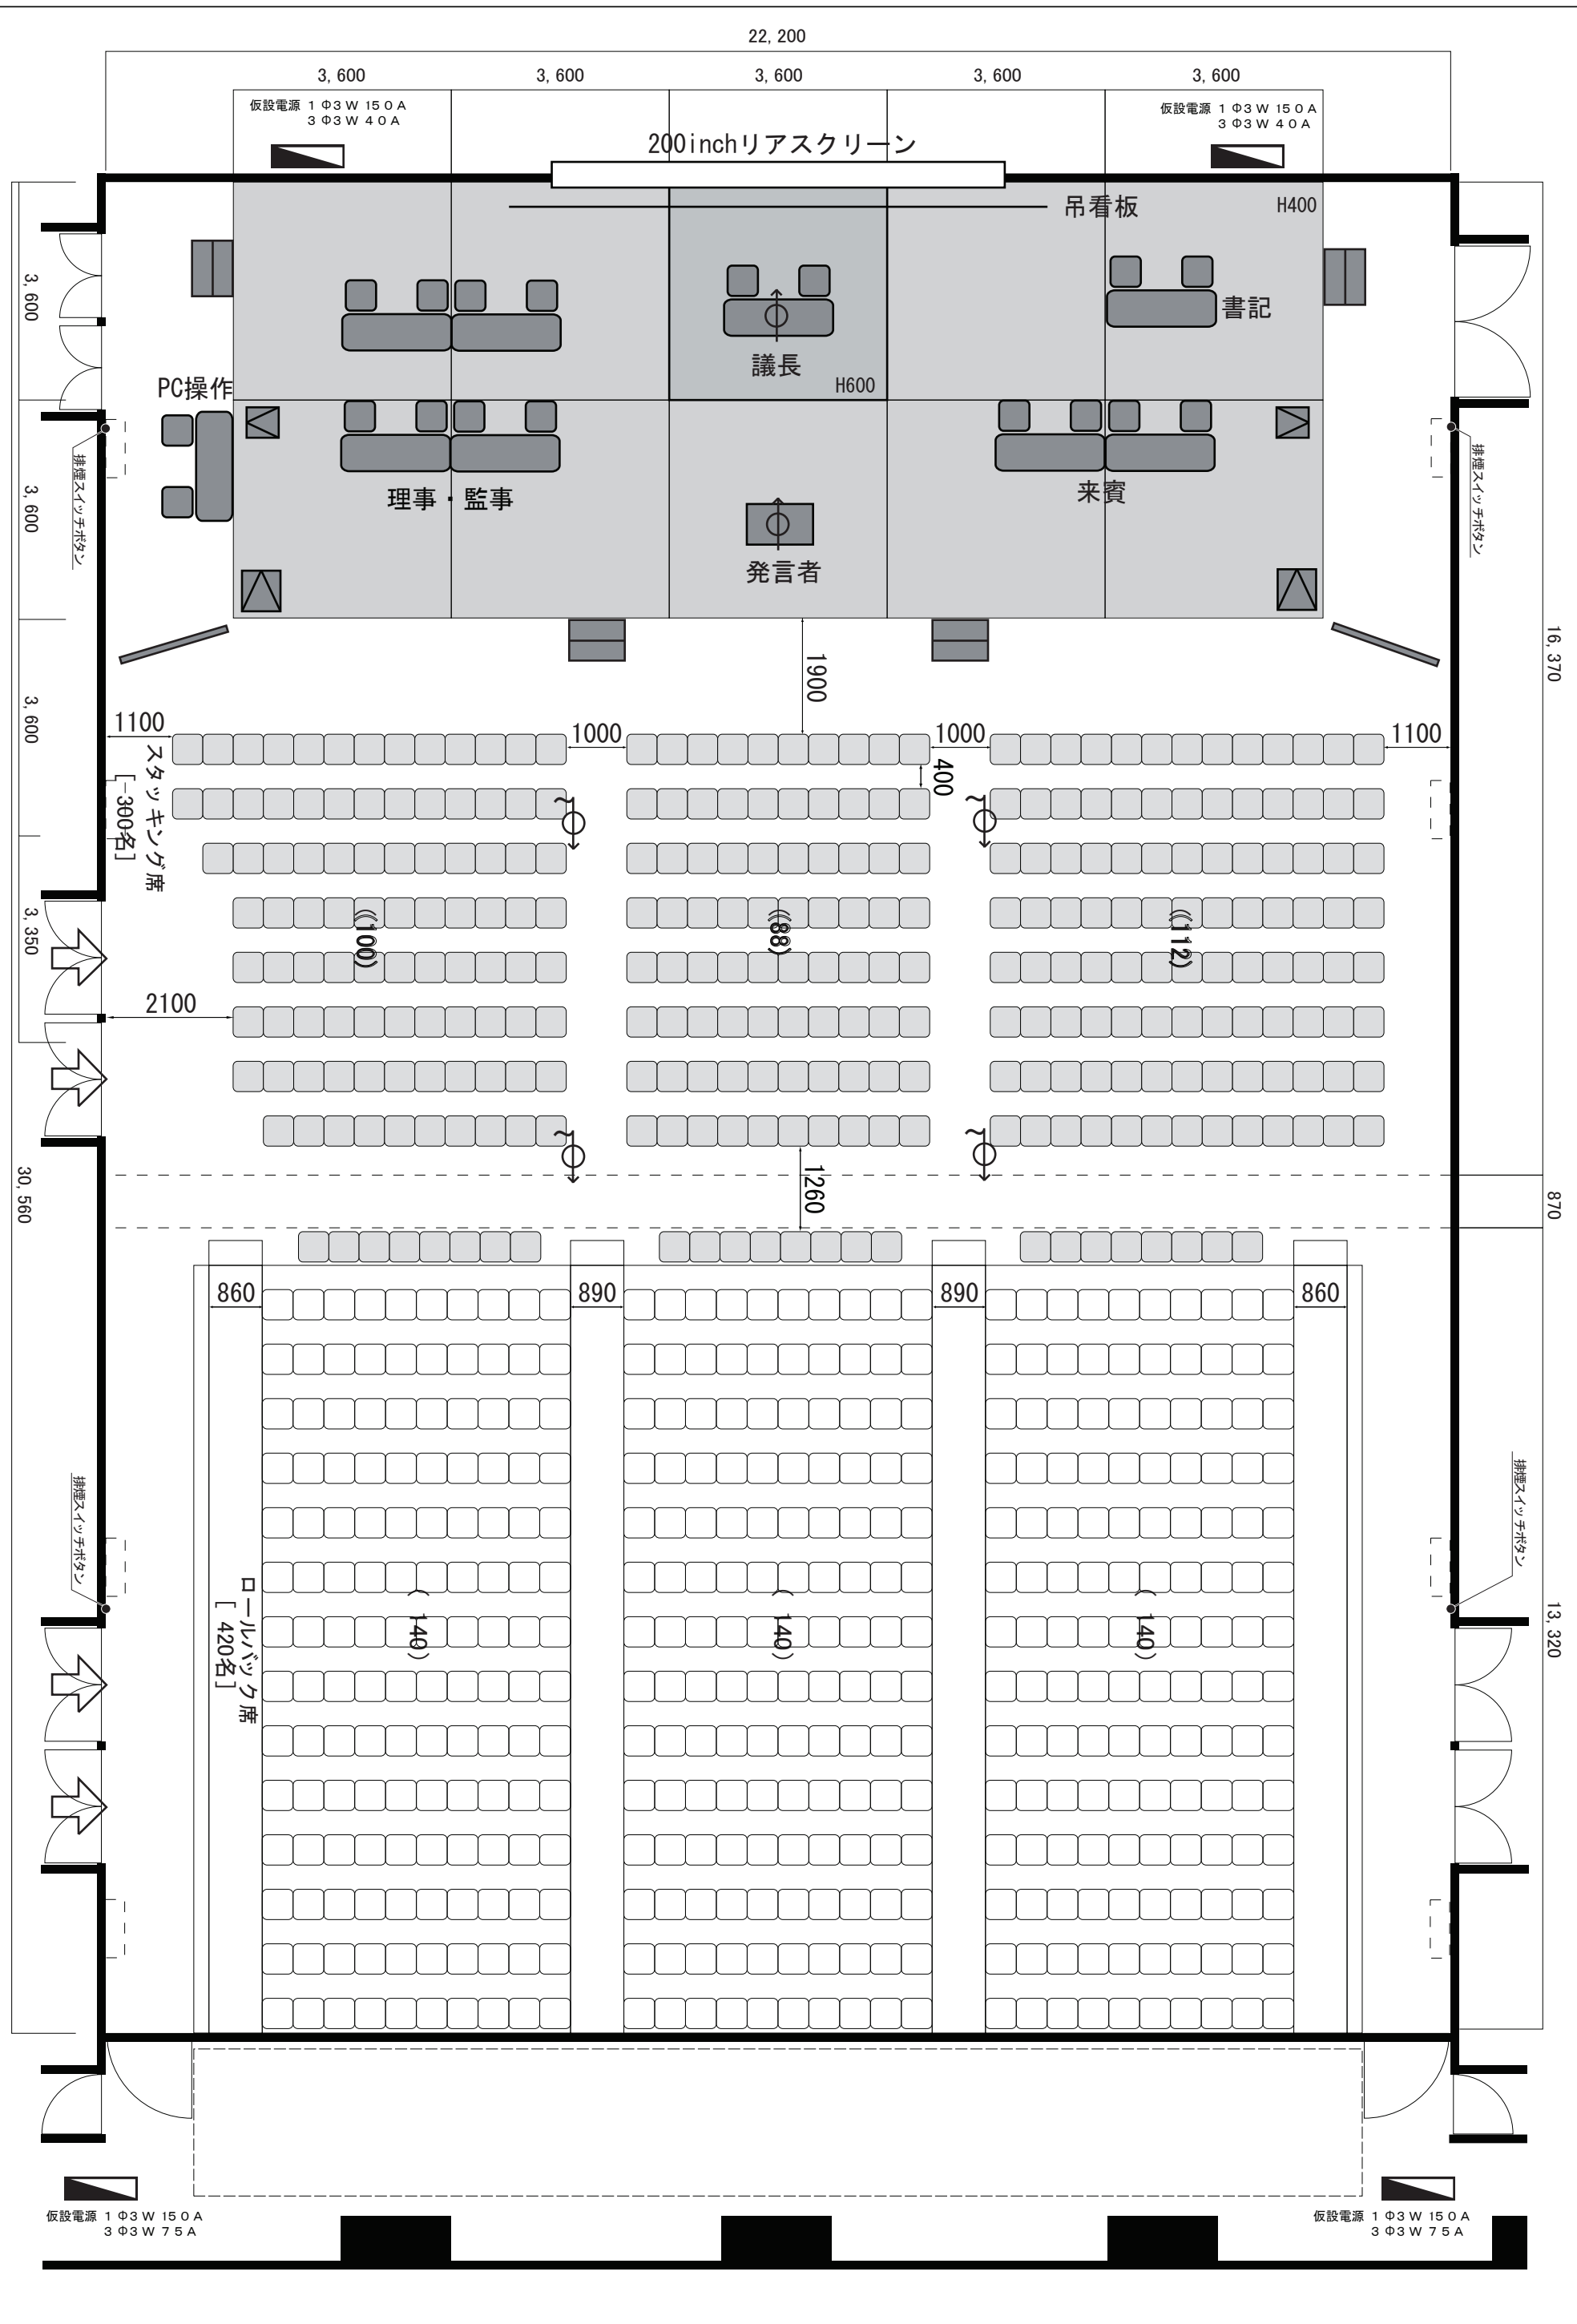 22,200
3,600
3,600
3,600
3,600
3,600
仮設電源 1Φ3W 150A
3Φ3W 40A
仮設電源 1Φ3W 150A
3Φ3W 40A
200inchリアスクリーン
吊看板
H400
3,600
書記
議長
H600
PC操作
排煙スイッチボタン
排煙スイッチボタン
3,600
理事・監事
来賓
発言者
16,370
1900
3,600
1100
1000
1000
1100
400
スタッキング席
[ 300名]
3,350
(100)
(88)
(112)
2100
30,560
1260
870
860
890
890
860
排煙スイッチボタン
排煙スイッチボタン
ロールバック席
[ 420名]
( 140)
( 140)
( 140)
13,320
仮設電源 1Φ3W 150A
3Φ3W 75A
仮設電源 1Φ3W 150A
3Φ3W 75A